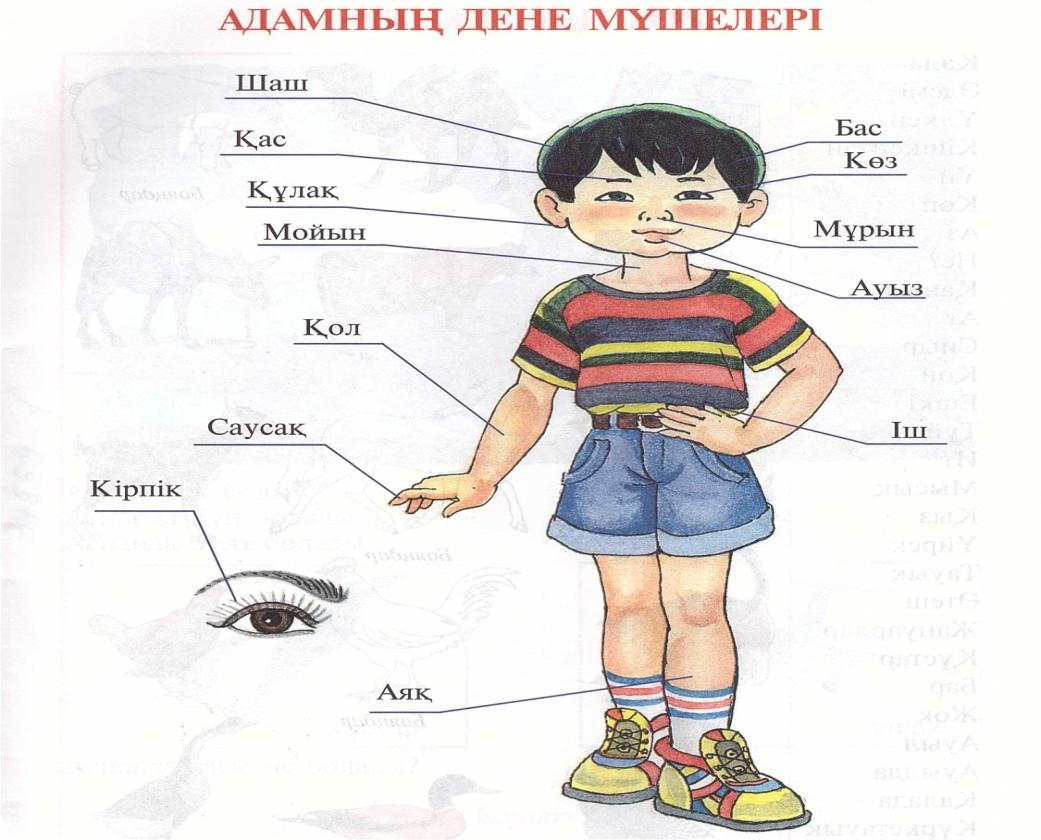 АДАМНЫҢ ДЕНЕ МҮШЕЛЕРІ
Шаш
Қас
Құлақ
Мойын
Қол
Саусақ
Кірпік
Аяқ
Бас
Көз
Мұрын
Ауыз
Іш